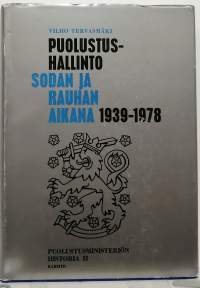 VILHO TERVASMÄKI
PUOLUSTUS-
HALLINTO
SODAN JA
RAUHAN
AIKANA 1939-1978
PUOLUSTUSMINISTERIÖN
HISTORIA II
KARISTO